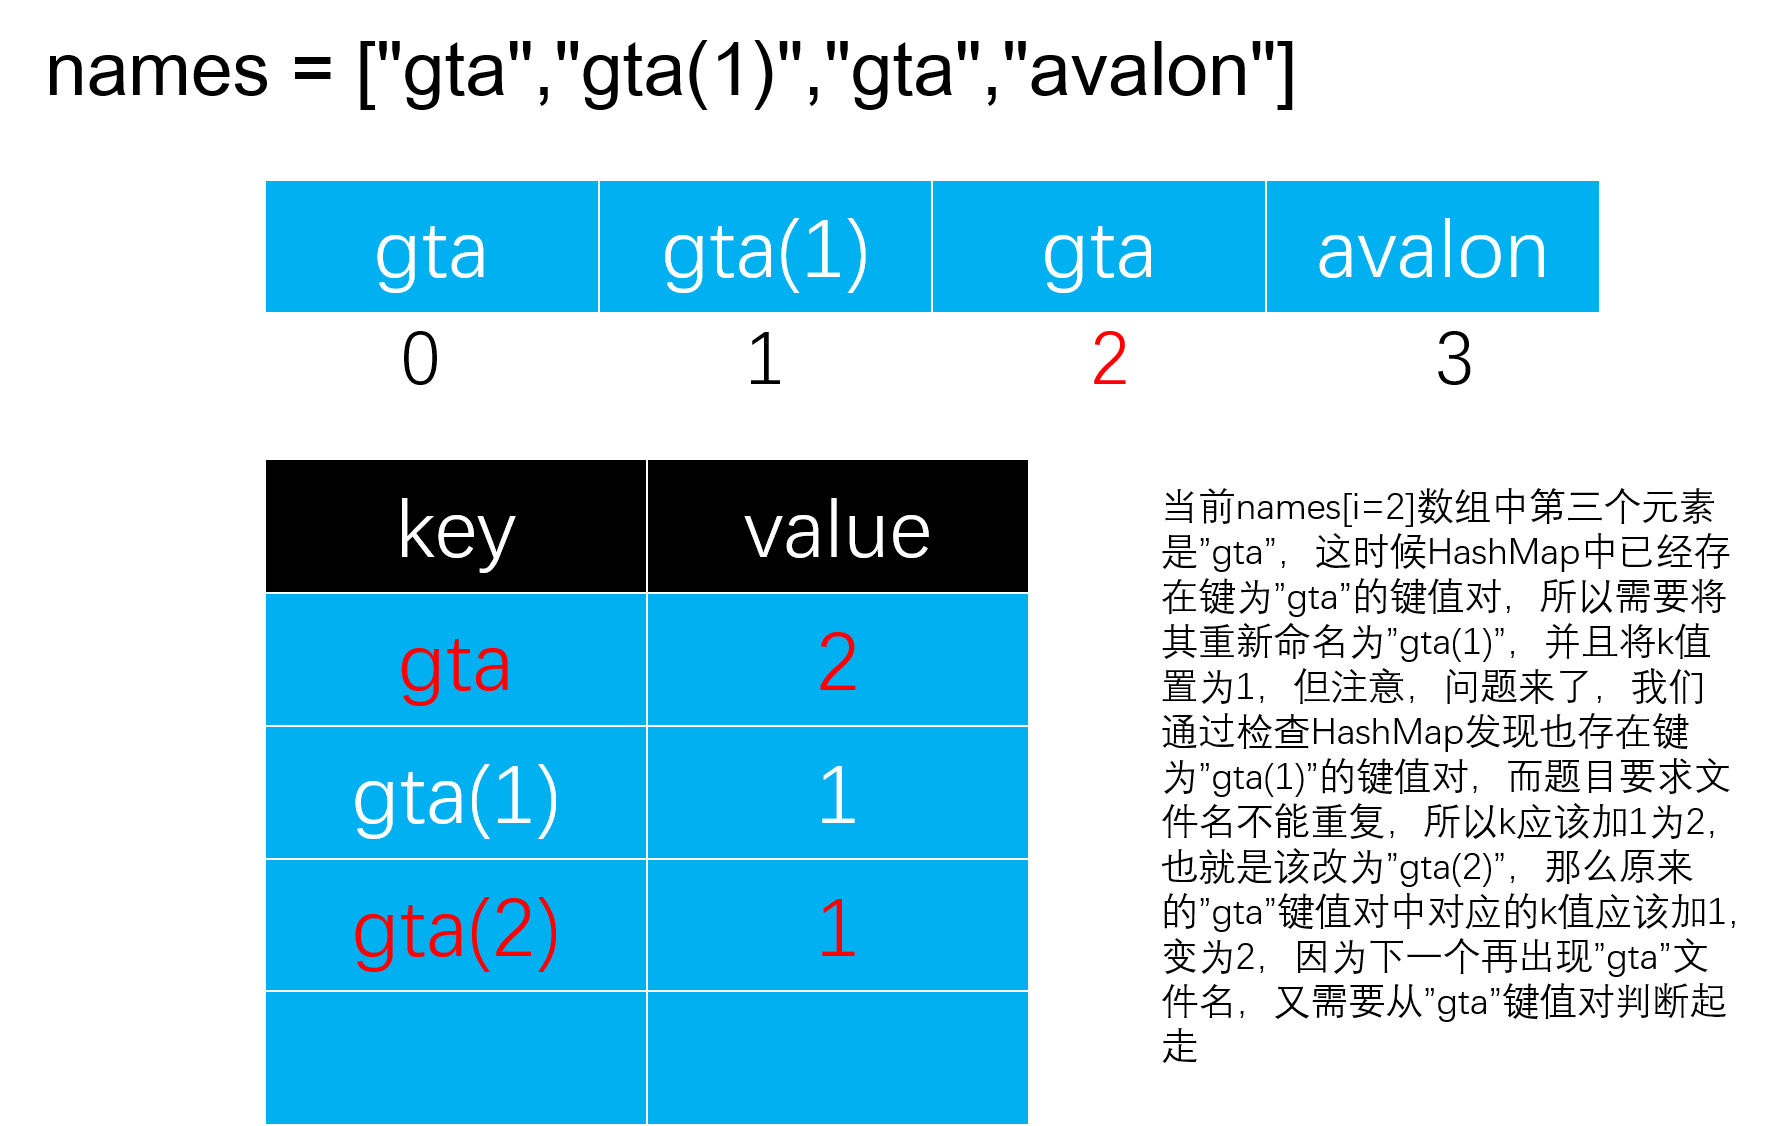 names = ["gta","gta(1)","gta","avalon"]
gta gta(1) gta avalon
0 1 2 3
key value
gta 2
gta(1) 1
gta(2) 1
当前names[i=2]数组中第三个元素
是”gta”，这时候HashMap中已经存
在键为”gta”的键值对，所以需要将
其重新命名为”gta(1)”，并且将k值
置为1，但注意，问题来了，我们
通过检查HashMap发现也存在键
为”gta(1)”的键值对，而题目要求文
件名不能重复，所以k应该加1为2，
也就是该改为”gta(2)”，那么原来
的”gta”键值对中对应的k值应该加1，
变为2，因为下一个再出现”gta”文
件名，又需要从”gta”键值对判断起
走